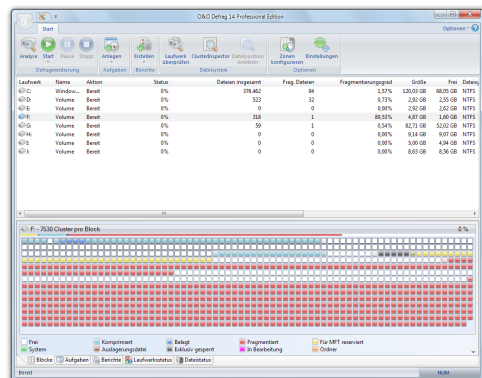 O&O Defrag 14 Professional Edition
Start
Optionen
Analyse Start Pause Stopp Anlegen Erstellen Laufwerk überprüfen ClusterInspector Dateiposition ermitteln Zonen konfigurieren Einstellungen
Defragmentierung Aufgaben Berichte Dateisystem Optionen
Laufwerk Name Aktion Status Dateien insgesamt Frag. Dateien Fragmentierungsgrad Größe Frei Dateisy
C: Window... Bereit 0% 376.462 94 1,57% 120,03 GB 68,05 GB NTFS
D: Volume Bereit 0% 523 32 0,73% 2,92 GB 2,55 GB NTFS
E: Volume Bereit 0% 0 0 0,00% 2,92 GB 2,62 GB NTFS
F: Volume Bereit 0% 318 1 89,53% 4,87 GB 1,60 GB NTFS
G: Volume Bereit 0% 59 1 0,54% 82,71 GB 52,02 GB NTFS
H: Volume Bereit 0% 0 0 0,00% 9,14 GB 9,07 GB NTFS
I: Volume Bereit 0% 0 0 0,00% 5,00 GB 4,94 GB NTFS
J: Volume Bereit 0% 0 0 0,00% 8,63 GB 8,56 GB NTFS
F: - 7530 Cluster pro Block 0 %
Frei Komprimiert Belegt Fragmentiert Für MFT reserviert
System Auslagerungsdatei Exklusiv gesperrt In Bearbeitung Ordner
Blöcke Aufgaben Berichte Laufwerksstatus Dateistatus
Bereit NUM